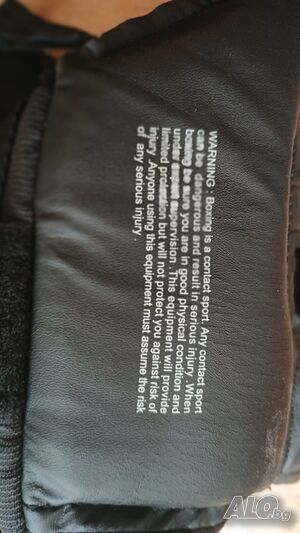 WARNING : Boxing is a contact sport. Any contact sport
can be dangerous and result in serious injury .When
boxing be sure you are in good physical condition and
under expert supervision .This equipment will provide
limited protection but will not protect you against risk of
injury .Anyone using this equipment must assume the risk
of any serious injury .
ALO.bg